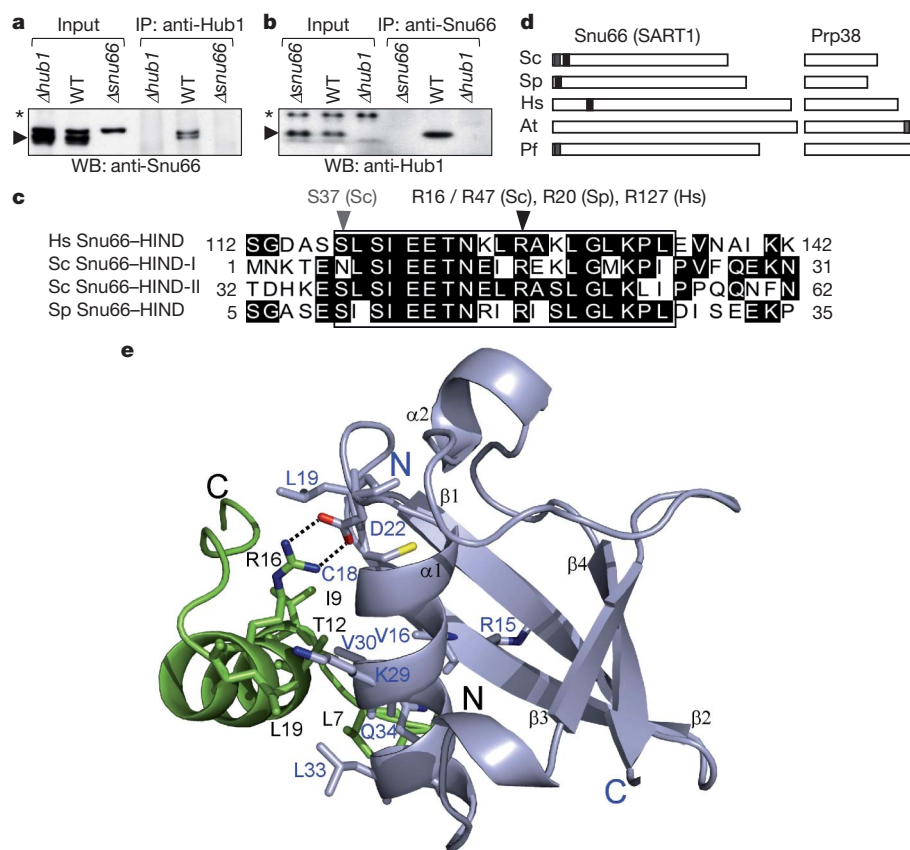 a
Input
IP: anti-Hub1
Δhub1
WT
Δsnu66
Δhub1
WT
Δsnu66
*
WB: anti-Snu66
b
Input
IP: anti-Snu66
Δsnu66
WT
Δhub1
Δsnu66
WT
Δhub1
*
WB: anti-Hub1
d
Snu66 (SART1)
Prp38
Sc
Sp
Hs
At
Pf
c
S37 (Sc)
R16 / R47 (Sc), R20 (Sp), R127 (Hs)
Hs Snu66–HIND 112 SGDASSLSIEETNKLRAKLGLKPLEVNAIKK 142
Sc Snu66–HIND-I 1 MNKTENLSIEETNEIREKLGMKPIPVFQEKN 31
Sc Snu66–HIND-II 32 TDHKESLSIEETNELRASLGLKLIPPQQNFN 62
Sp Snu66–HIND 5 SGASESISIEETNRIRISLGLKPLDISEEKP 35
e
α2
N
L19
C
β1
D22
R16
C18
α1
β4
I9
T12
V30
V16
R15
K29
N
L19
L7
Q34
β3
β2
L33
C